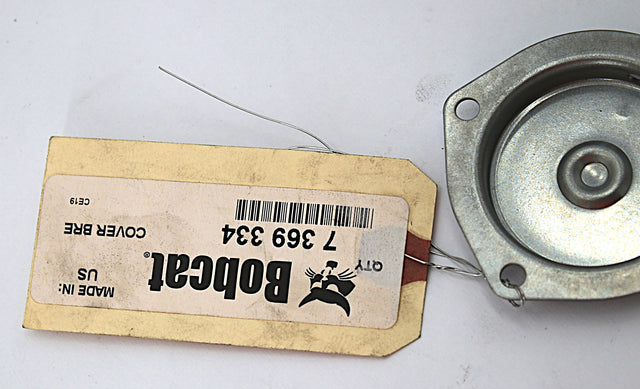 Bobcat®
MADE IN:
US
QTY
7 369 334
COVER BRE
CE19